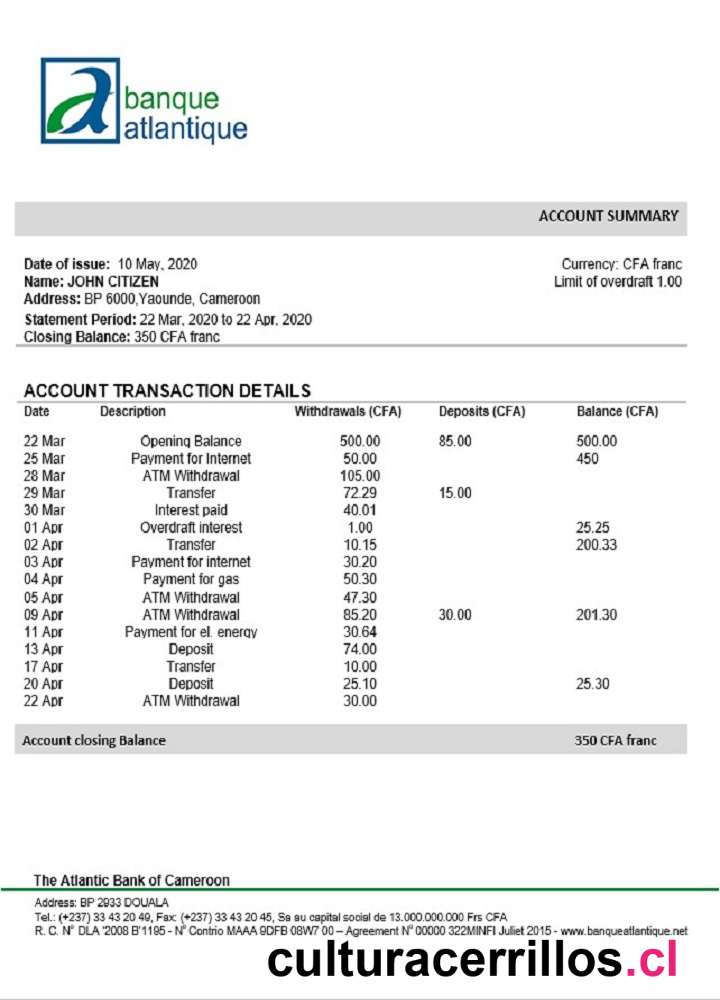 banque
atlantique
ACCOUNT SUMMARY
Date of issue: 10 May, 2020
Currency: CFA franc
Name: JOHN CITIZEN
Limit of overdraft 1.00
Address: BP 6000,Yaounde, Cameroon
Statement Period: 22 Mar, 2020 to 22 Apr, 2020
Closing Balance: 350 CFA franc
ACCOUNT TRANSACTION DETAILS
Date Description Withdrawals (CFA) Deposits (CFA) Balance (CFA)
22 Mar Opening Balance 500.00 85.00 500.00
25 Mar Payment for Internet 50.00 450
28 Mar ATM Withdrawal 105.00
29 Mar Transfer 72.29 15.00
30 Mar Interest paid 40.01
01 Apr Overdraft interest 1.00 25.25
02 Apr Transfer 10.15 200.33
03 Apr Payment for internet 30.20
04 Apr Payment for gas 50.30
05 Apr ATM Withdrawal 47.30
09 Apr ATM Withdrawal 85.20 30.00 201.30
11 Apr Payment for el. energy 30.64
13 Apr Deposit 74.00
17 Apr Transfer 10.00
20 Apr Deposit 25.10 25.30
22 Apr ATM Withdrawal 30.00
Account closing Balance 350 CFA franc
The Atlantic Bank of Cameroon
Address: BP 2933 DOUALA
Tel.: (+237) 33 43 20 49, Fax: (+237) 33 43 20 45, Sa au capital social de 13.000.000.000 Frs CFA
R. C. N° DLA '2008 B'1195 - N° Contrio MAAA 9DFB 08W7 00 – Agreement N° 00000 322MINFI Juliet 2015 - www.banqueatlantique.net
culturacerrillos.cl